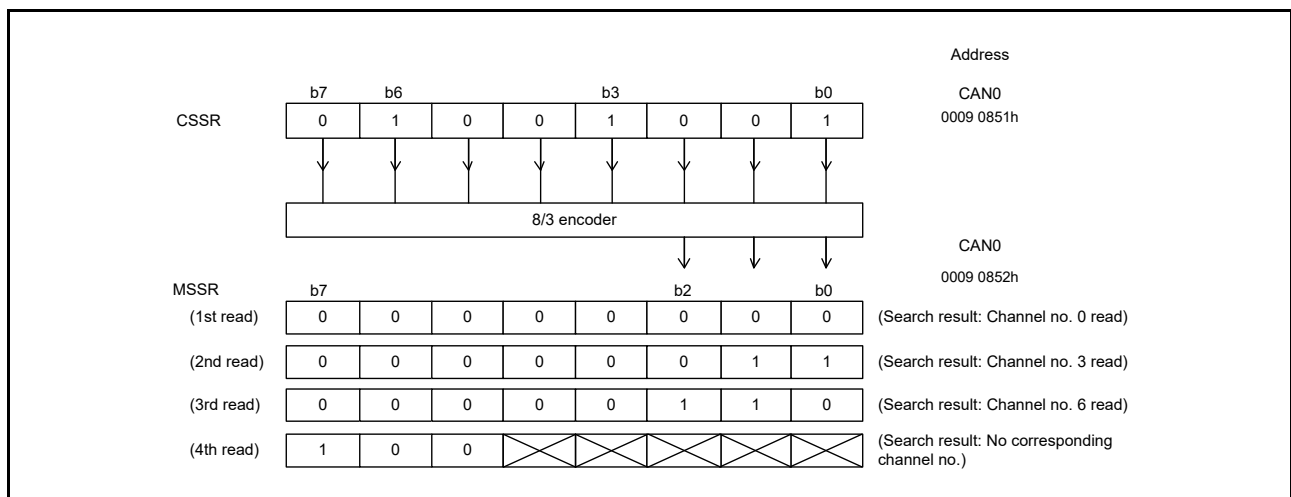 Address
b7 b6 b3 b0 CAN0
CSSR 0 1 0 0 1 0 0 1 0009 0851h
8/3 encoder
CAN0
0009 0852h
MSSR b7 b2 b0
(1st read) 0 0 0 0 0 0 0 0 (Search result: Channel no. 0 read)
(2nd read) 0 0 0 0 0 0 1 1 (Search result: Channel no. 3 read)
(3rd read) 0 0 0 0 0 1 1 0 (Search result: Channel no. 6 read)
(4th read) 1 0 0 (Search result: No corresponding
channel no.)